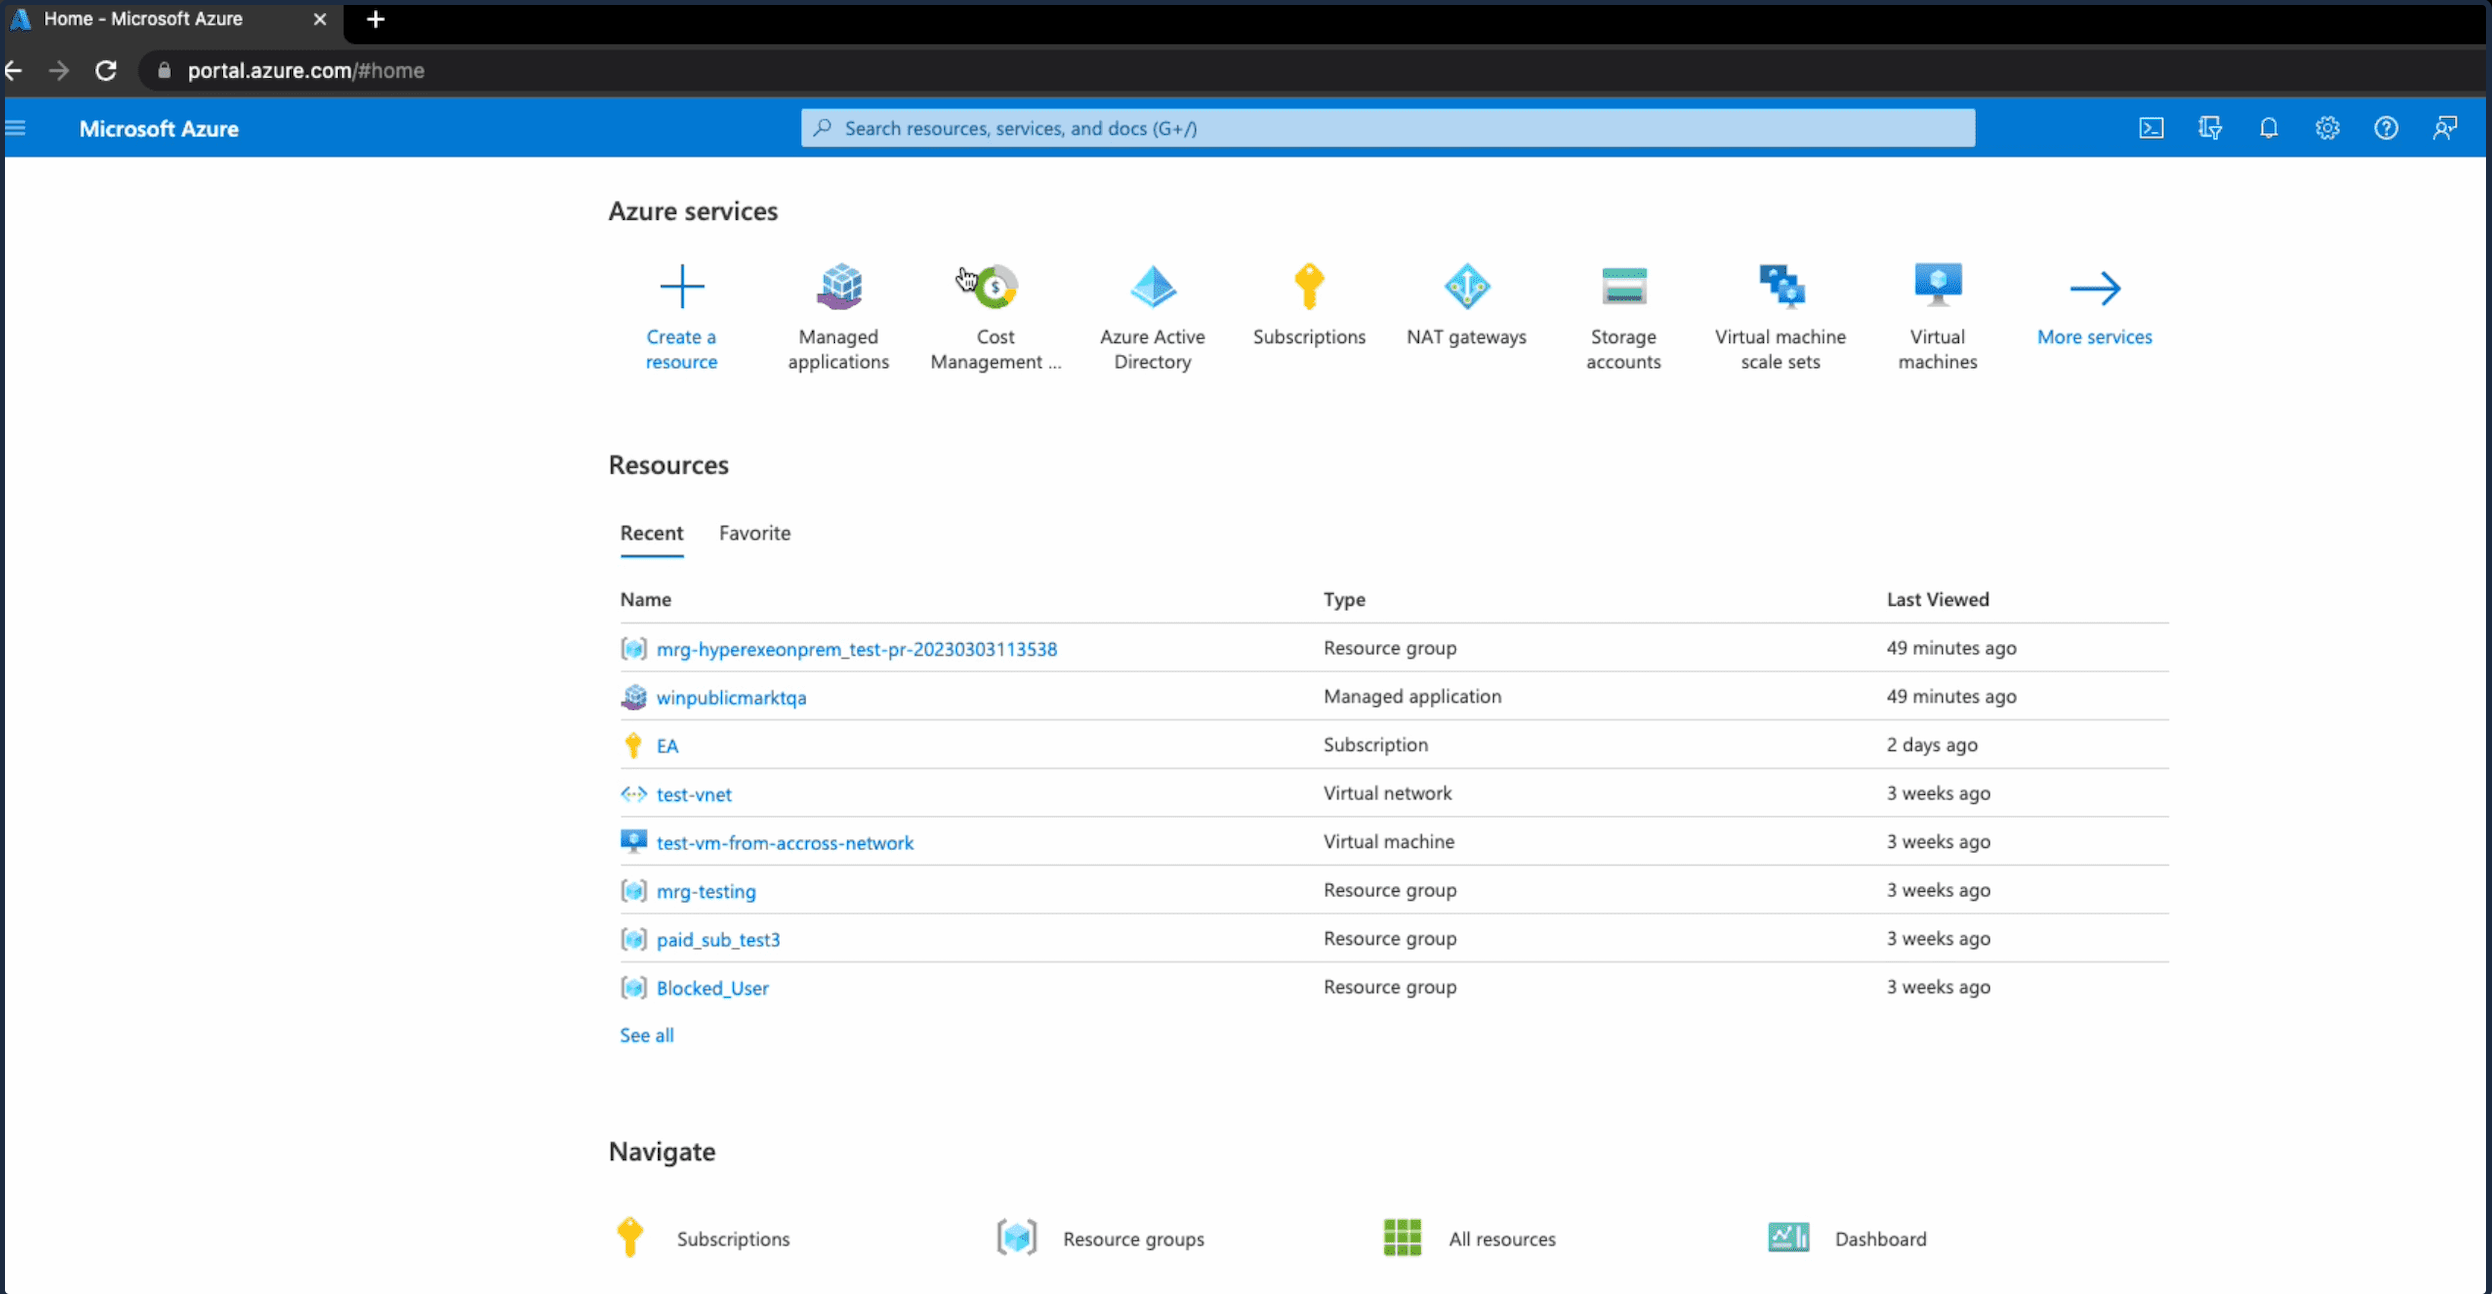 Home - Microsoft Azure
portal.azure.com/#home
Microsoft Azure
Search resources, services, and docs (G+/)
Azure services
Create a resource
Managed applications
Cost Management ...
Azure Active Directory
Subscriptions
NAT gateways
Storage accounts
Virtual machine scale sets
Virtual machines
More services
Resources
Recent Favorite
Name Type Last Viewed
mrg-hyperexeonprem_test-pr-20230303113538 Resource group 49 minutes ago
winpublicmarktqa Managed application 49 minutes ago
EA Subscription 2 days ago
test-vnet Virtual network 3 weeks ago
test-vm-from-accross-network Virtual machine 3 weeks ago
mrg-testing Resource group 3 weeks ago
paid_sub_test3 Resource group 3 weeks ago
Blocked_User Resource group 3 weeks ago
See all
Navigate
Subscriptions Resource groups All resources Dashboard